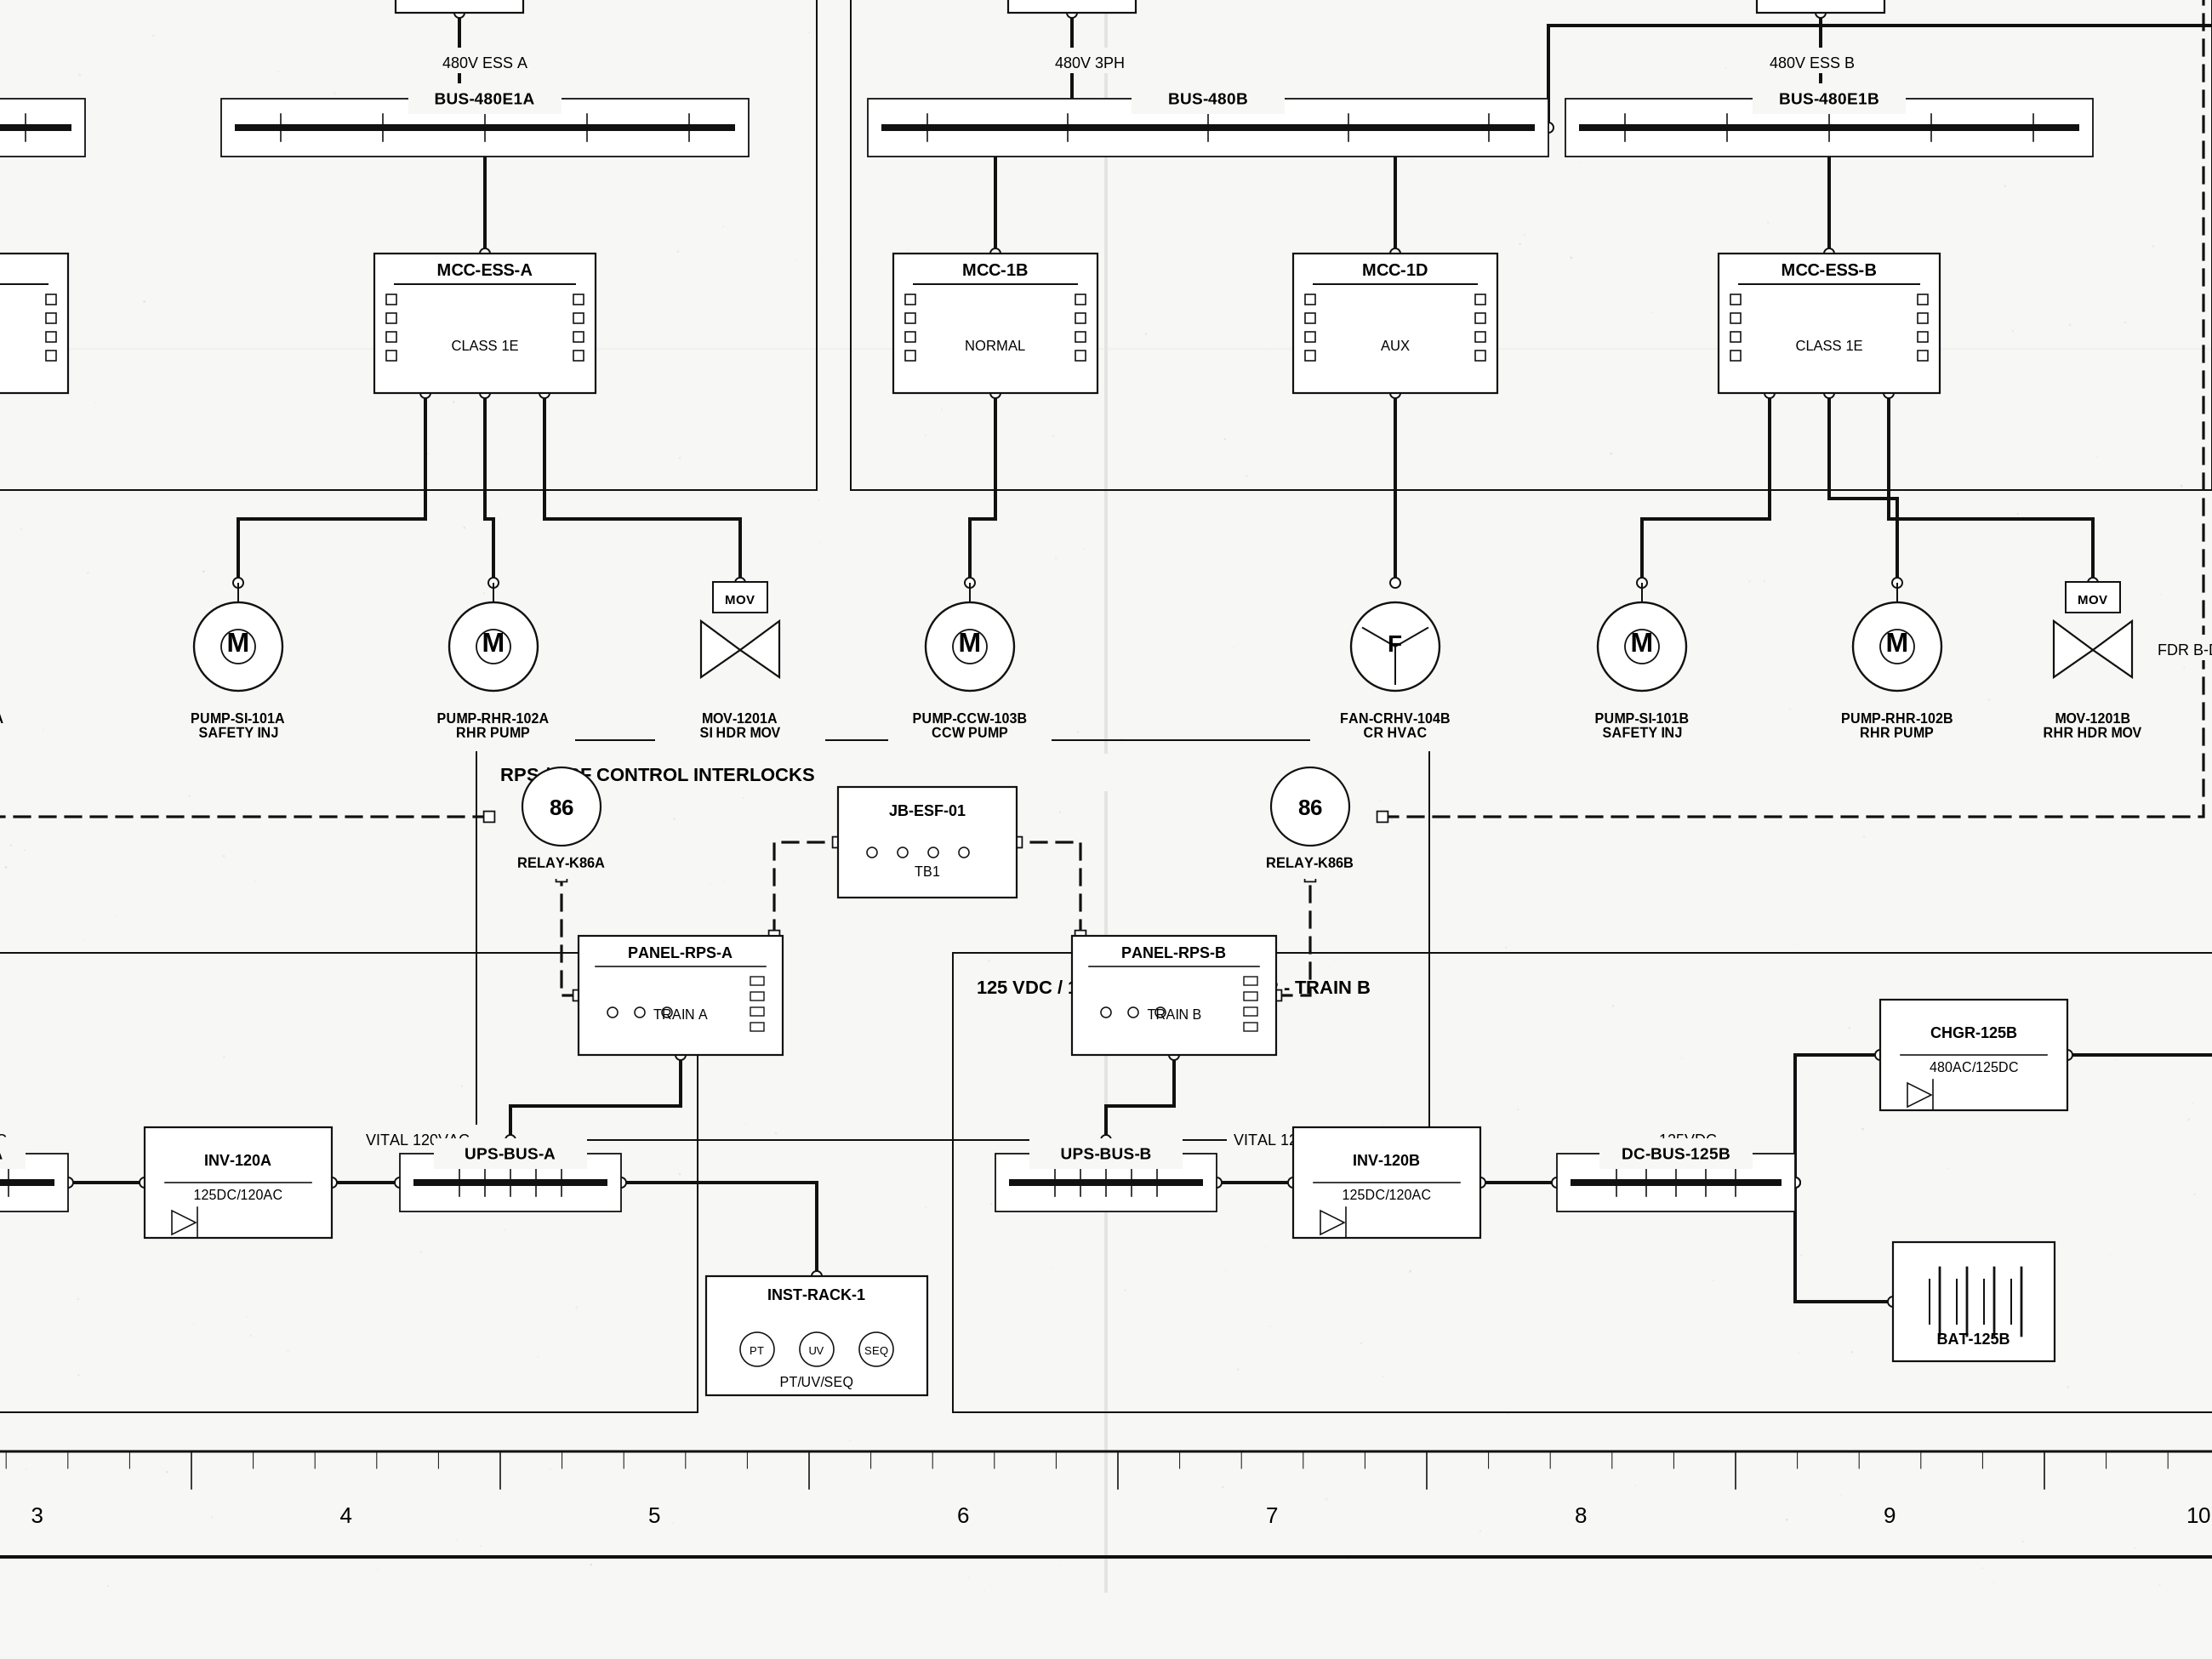 480V ESS A
480V 3PH
480V ESS B
BUS-480E1A
BUS-480B
BUS-480E1B
MCC-ESS-A
CLASS 1E
MCC-1B
NORMAL
MCC-1D
AUX
MCC-ESS-B
CLASS 1E
MOV
MOV
M
M
M
F
M
M
FDR B-
PUMP-SI-101A
SAFETY INJ
PUMP-RHR-102A
RHR PUMP
MOV-1201A
SI HDR MOV
PUMP-CCW-103B
CCW PUMP
FAN-CRHV-104B
CR HVAC
PUMP-SI-101B
SAFETY INJ
PUMP-RHR-102B
RHR PUMP
MOV-1201B
RHR HDR MOV
RPS CONTROL INTERLOCKS
86
RELAY-K86A
JB-ESF-01
TB1
86
RELAY-K86B
PANEL-RPS-A
TRAIN A
PANEL-RPS-B
TRAIN B
125 VDC / - TRAIN B
CHGR-125B
480AC/125DC
VITAL 120VAC
VITAL
125VDC
INV-120A
125DC/120AC
UPS-BUS-A
UPS-BUS-B
INV-120B
125DC/120AC
DC-BUS-125B
INST-RACK-1
PT
UV
SEQ
PT/UV/SEQ
BAT-125B
3
4
5
6
7
8
9
10